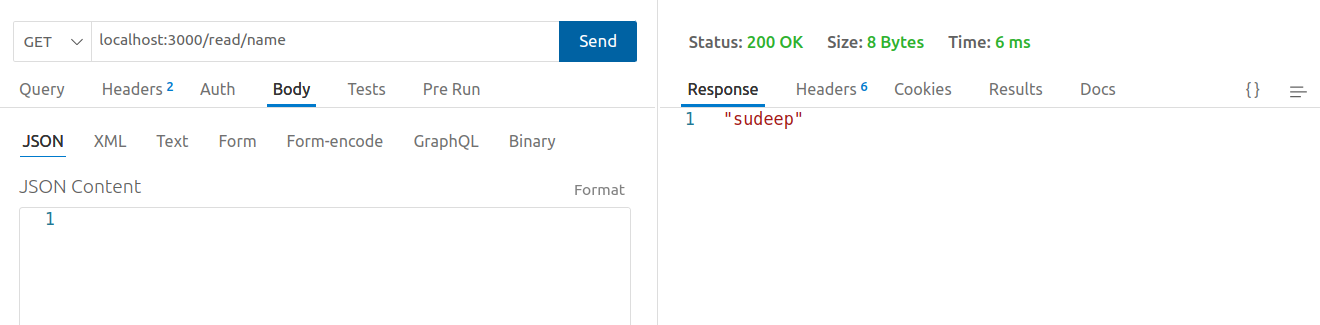 GET localhost:3000/read/name Send
Query Headers 2 Auth Body Tests Pre Run
JSON XML Text Form Form-encode GraphQL Binary
JSON Content Format
1
Status: 200 OK Size: 8 Bytes Time: 6 ms
Response Headers 6 Cookies Results Docs {}
1 "sudeep"